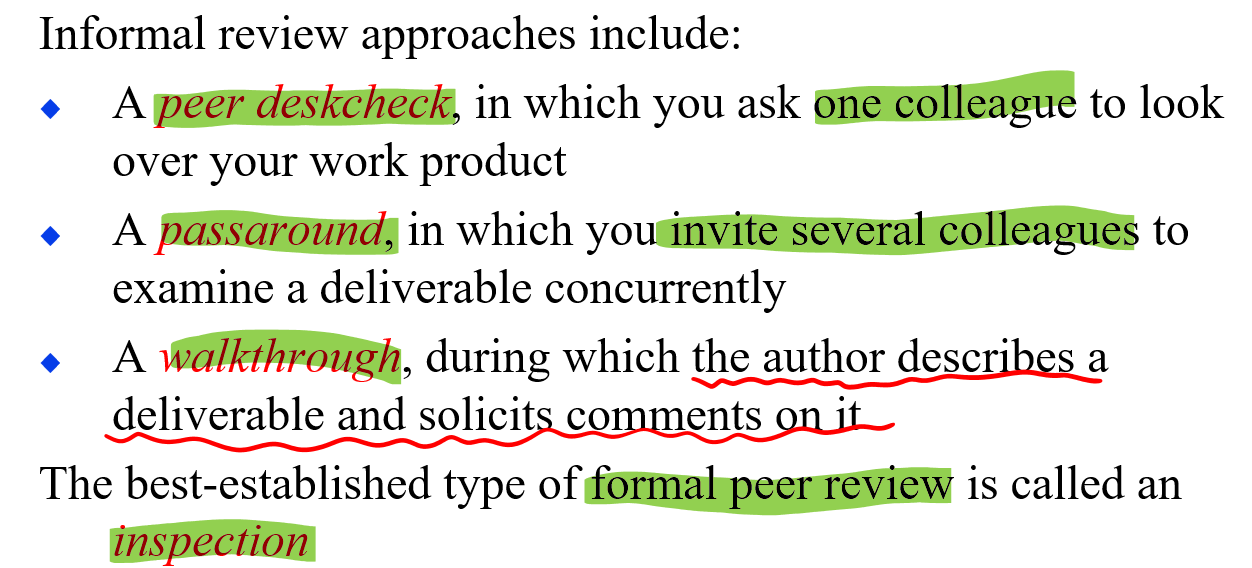 Informal review approaches include:
A peer deskcheck, in which you ask one colleague to look
over your work product
A passaround, in which you invite several colleagues to
examine a deliverable concurrently
A walkthrough, during which the author describes a
deliverable and solicits comments on it
The best-established type of formal peer review is called an
inspection